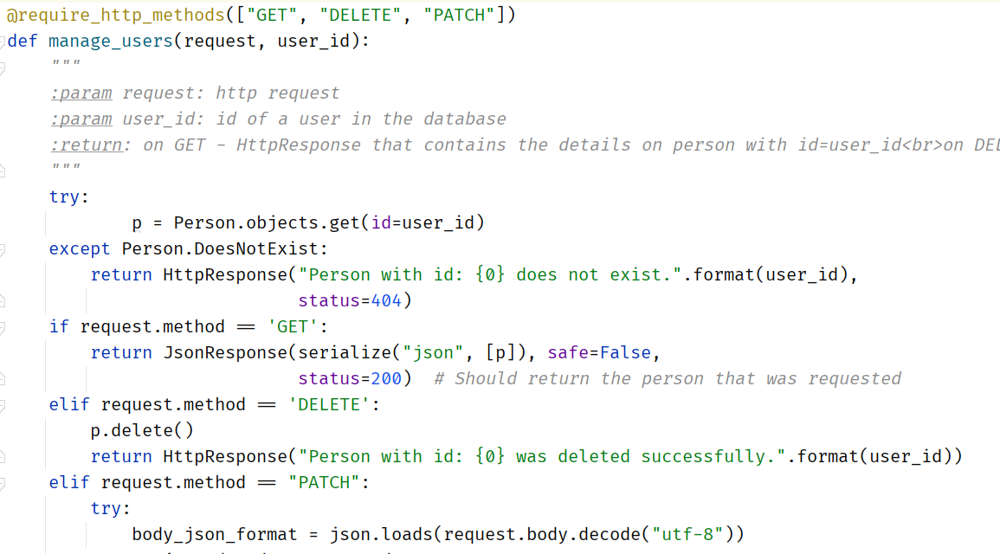 @require_http_methods(["GET", "DELETE", "PATCH"])
def manage_users(request, user_id):
    """
    :param request: http request
    :param user_id: id of a user in the database
    :return: on GET - HttpResponse that contains the details on person with id=user_id<br>on DEL
    """
    try:
            p = Person.objects.get(id=user_id)
    except Person.DoesNotExist:
        return HttpResponse("Person with id: {0} does not exist.".format(user_id),
                            status=404)
    if request.method == 'GET':
        return JsonResponse(serialize("json", [p]), safe=False,
                            status=200)  # Should return the person that was requested
    elif request.method == 'DELETE':
        p.delete()
        return HttpResponse("Person with id: {0} was deleted successfully.".format(user_id))
    elif request.method == "PATCH":
        try:
            body_json_format = json.loads(request.body.decode("utf-8"))